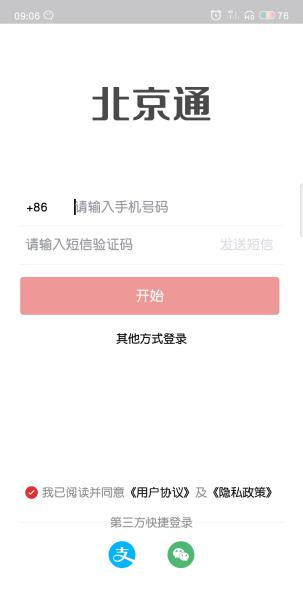 09:06 76
北京通
+86 请输入手机号码
请输入短信验证码 发送短信
开始
其他方式登录
我已阅读并同意《用户协议》及《隐私政策》
第三方快捷登录
支